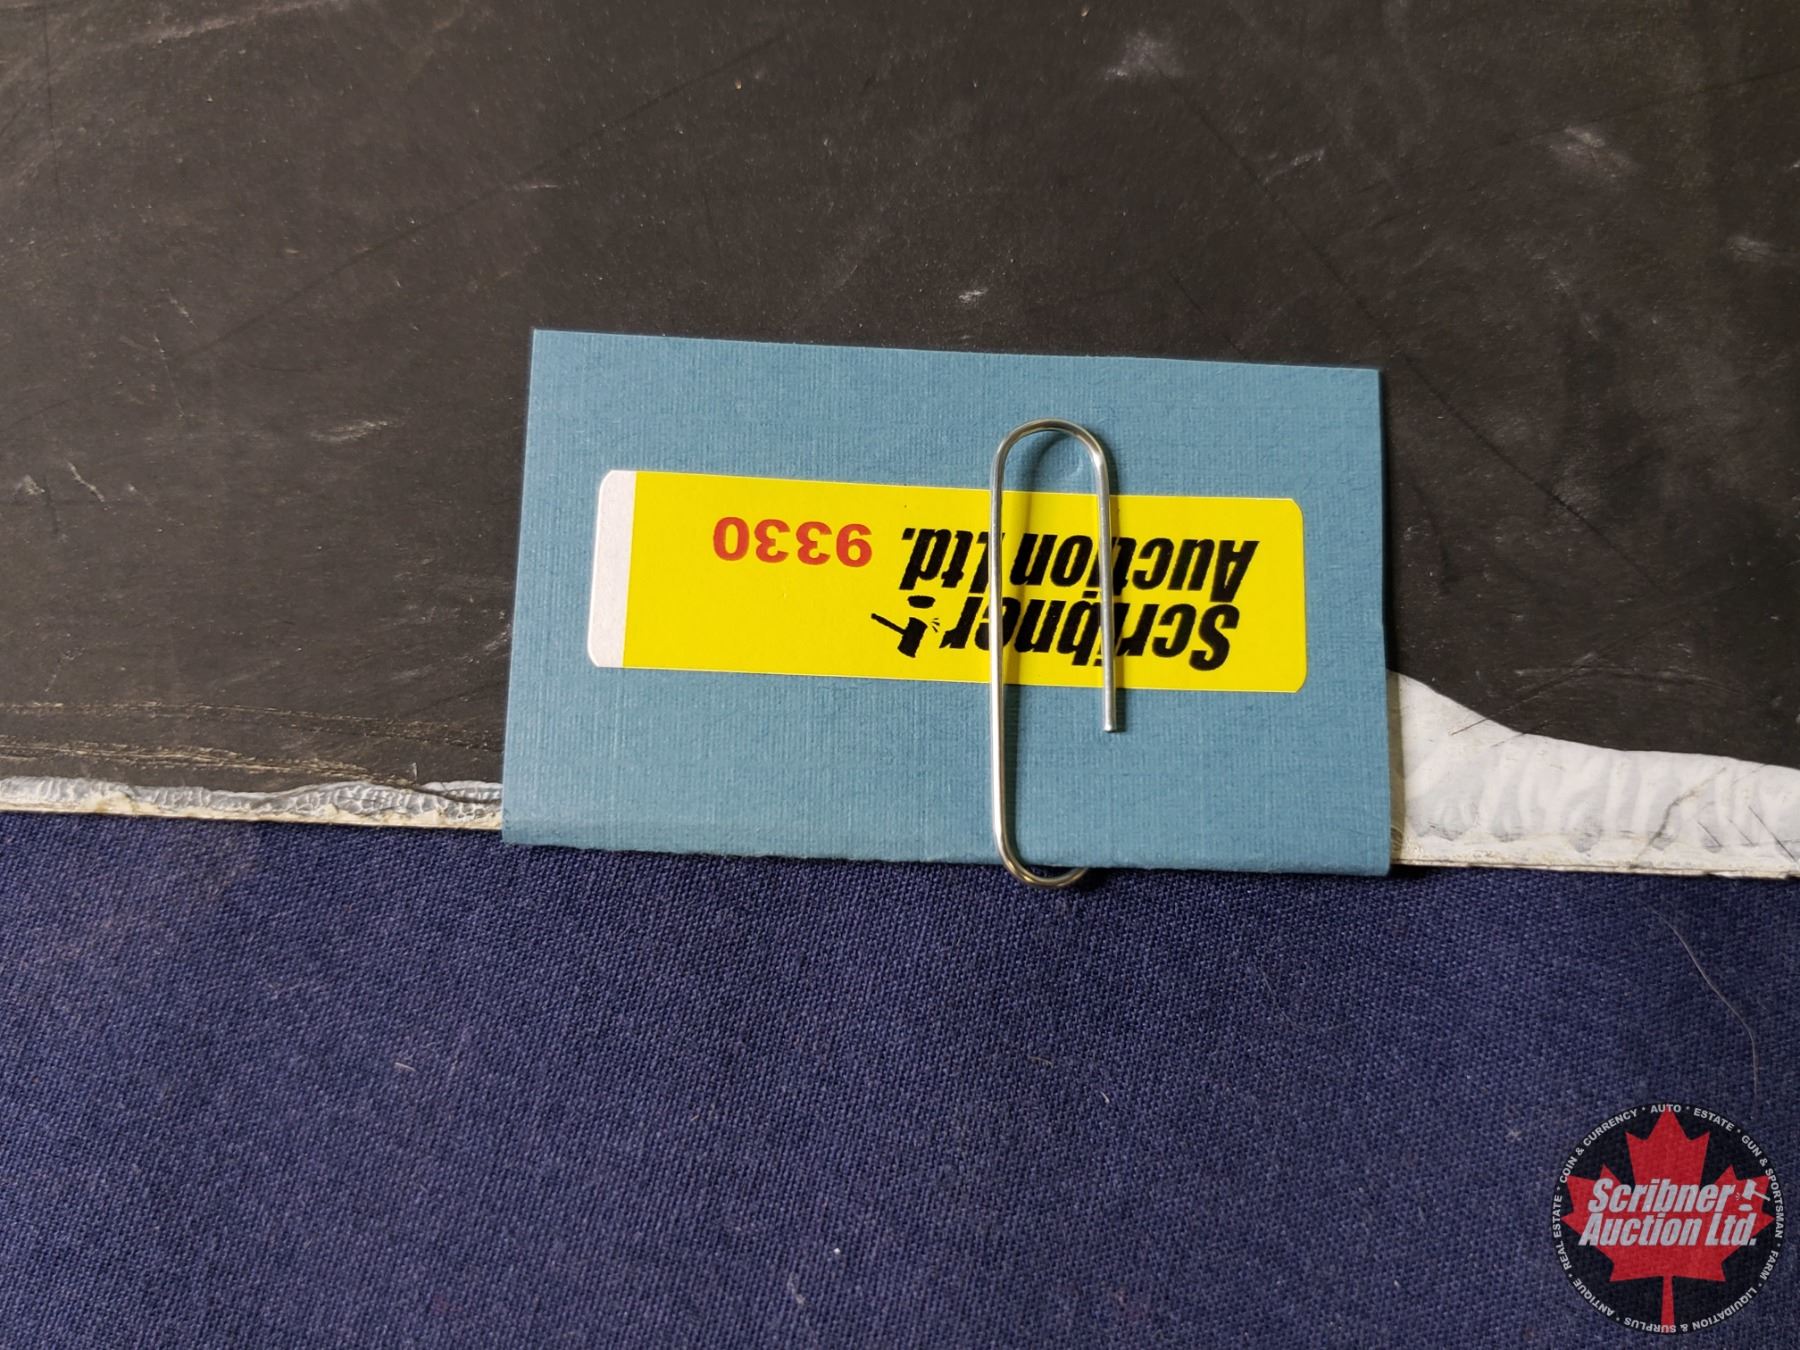 Scribner
Auction Ltd. 9330
COIN & CURRENCY * AUTO * ESTATE * GUN & SPORTSMAN * FARM * LIQUIDATION & SURPLUS * ANTIQUE * REAL ESTATE *
Scribner
Auction Ltd.